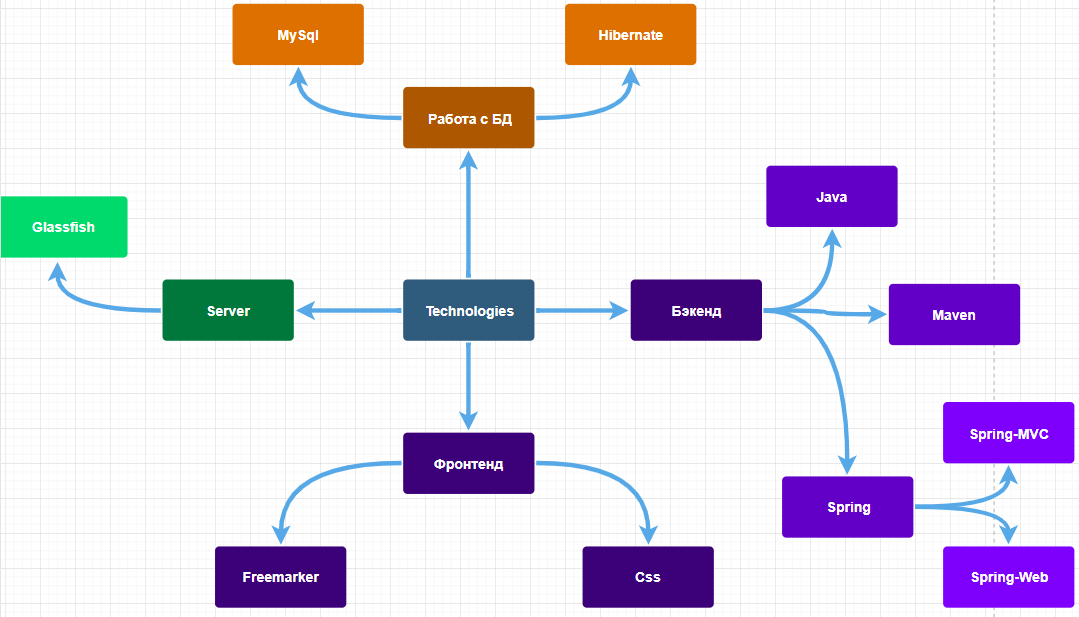 MySql
Hibernate
Работа с БД
Java
Glassfish
Server
Technologies
Бэкенд
Maven
Spring-MVC
Фронтенд
Spring
Freemarker
Css
Spring-Web